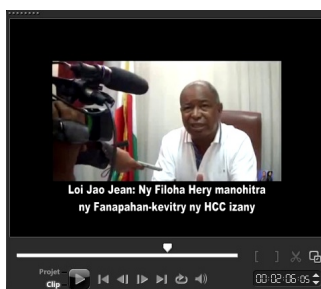 Loi Jao Jean: Ny Filoha Hery manohitra
ny Fanapahan-kevitry ny HCC izany
Projet
Clip
00:02:06:05